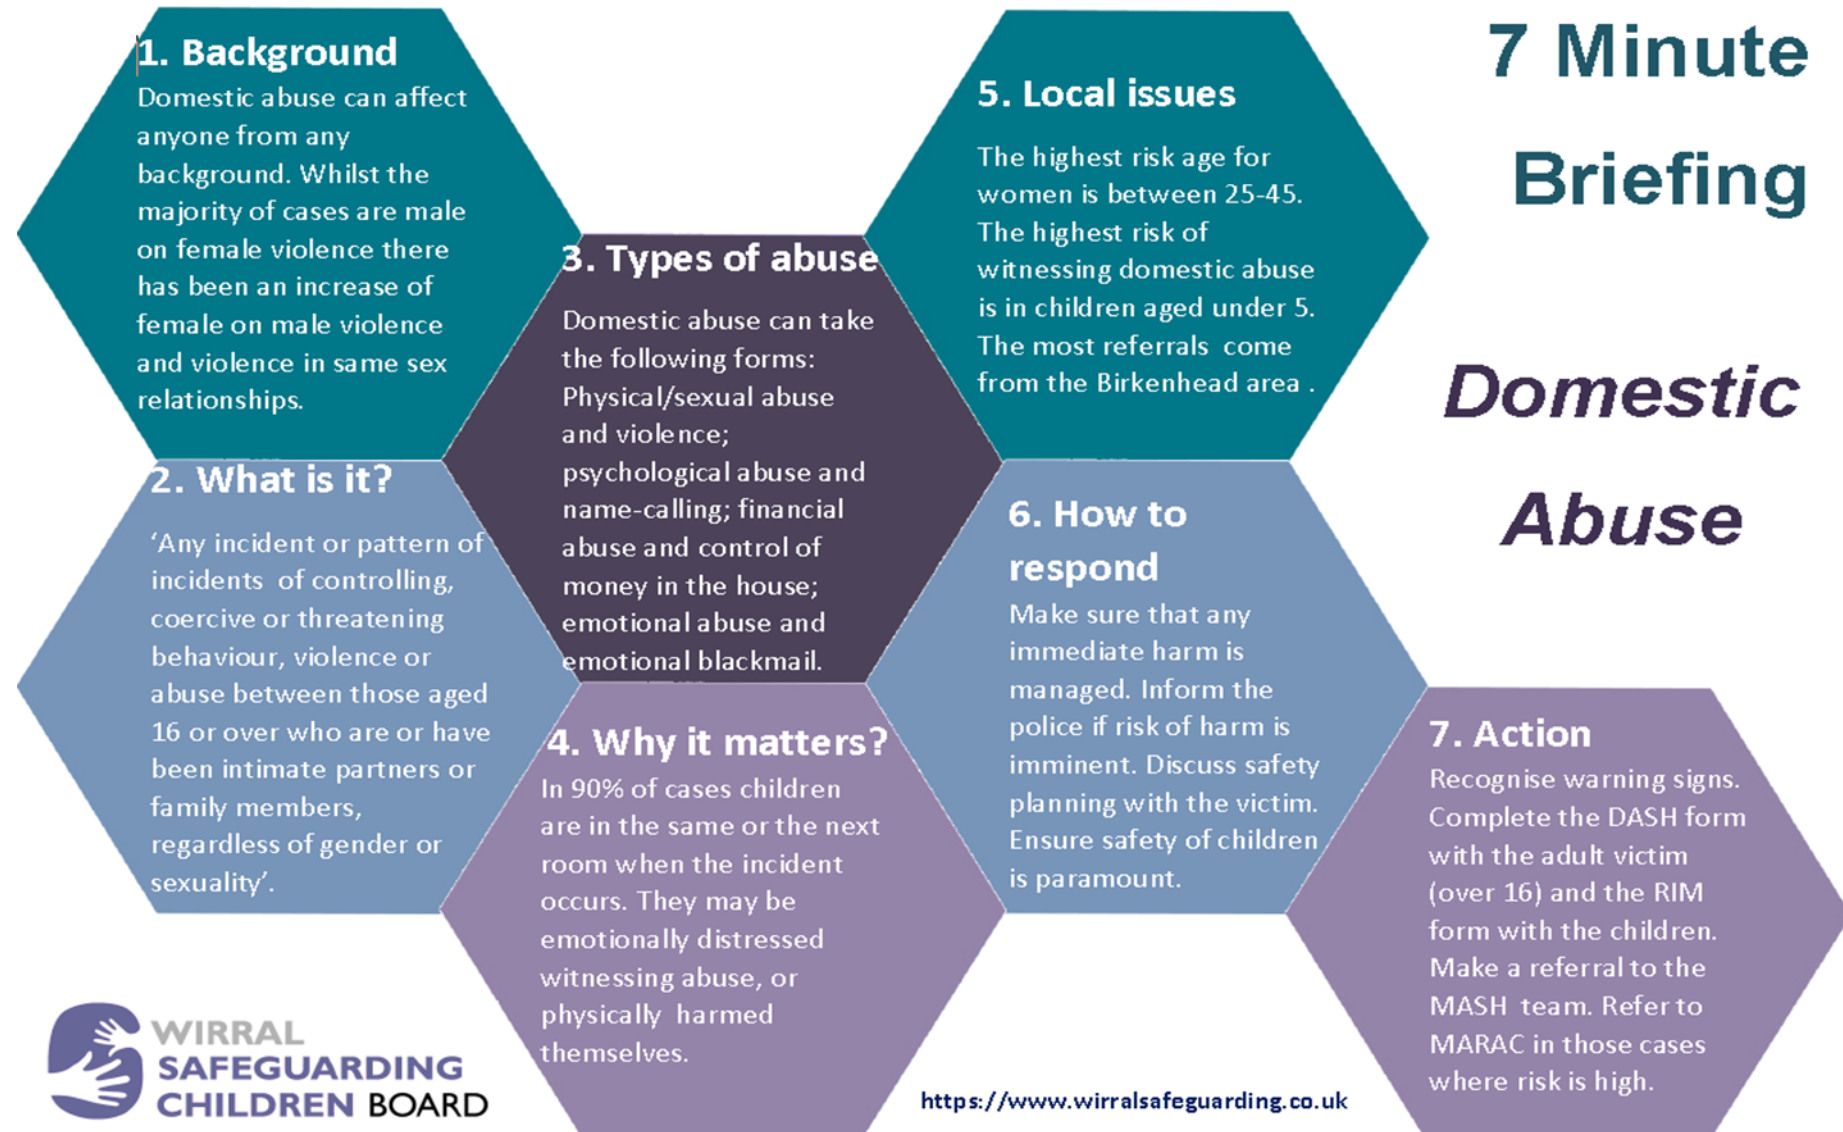 7 Minute
Briefing
Domestic
Abuse
1. Background
Domestic abuse can affect
anyone from any
background. Whilst the
majority of cases are male
on female violence there
has been an increase of
female on male violence
and violence in same sex
relationships.
2. What is it?
‘Any incident or pattern of
incidents of controlling,
coercive or threatening
behaviour, violence or
abuse between those aged
16 or over who are or have
been intimate partners or
family members,
regardless of gender or
sexuality’.
3. Types of abuse
Domestic abuse can take
the following forms:
Physical/sexual abuse
and violence;
psychological abuse and
name-calling; financial
abuse and control of
money in the house;
emotional abuse and
emotional blackmail.
4. Why it matters?
In 90% of cases children
are in the same or the next
room when the incident
occurs. They may be
emotionally distressed
witnessing abuse, or
physically harmed
themselves.
5. Local issues
The highest risk age for
women is between 25-45.
The highest risk of
witnessing domestic abuse
is in children aged under 5.
The most referrals come
from the Birkenhead area .
6. How to
respond
Make sure that any
immediate harm is
managed. Inform the
police if risk of harm is
imminent. Discuss safety
planning with the victim.
Ensure safety of children
is paramount.
7. Action
Recognise warning signs.
Complete the DASH form
with the adult victim
(over 16) and the RIM
form with the children.
Make a referral to the
MASH team. Refer to
MARAC in those cases
where risk is high.
WIRRAL
SAFEGUARDING
CHILDREN BOARD
https://www.wirralsafeguarding.co.uk